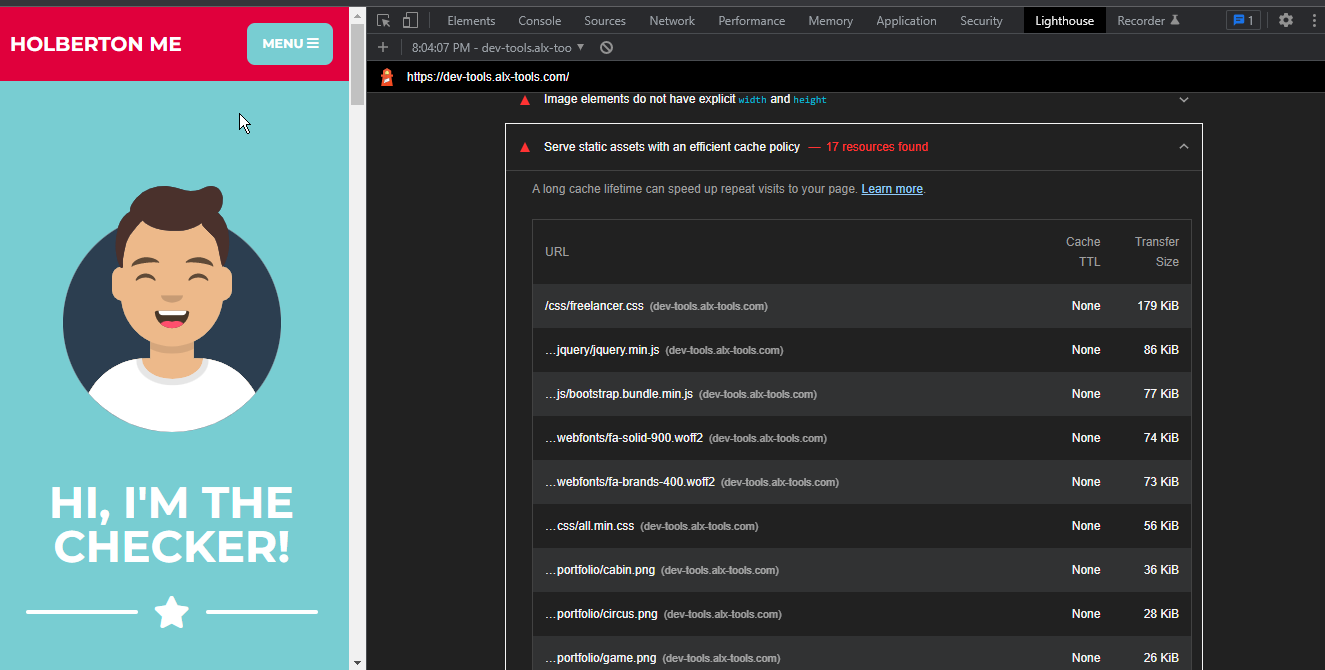 HOLBERTON ME
MENU
HI, I'M THE
CHECKER!
Elements Console Sources Network Performance Memory Application Security Lighthouse Recorder 1
8:04:07 PM - dev-tools.alx-too
https://dev-tools.alx-tools.com/
Image elements do not have explicit width and height
Serve static assets with an efficient cache policy — 17 resources found
A long cache lifetime can speed up repeat visits to your page. Learn more.
URL Cache TTL Transfer Size
/css/freelancer.css (dev-tools.alx-tools.com) None 179 KiB
…jquery/jquery.min.js (dev-tools.alx-tools.com) None 86 KiB
…js/bootstrap.bundle.min.js (dev-tools.alx-tools.com) None 77 KiB
…webfonts/fa-solid-900.woff2 (dev-tools.alx-tools.com) None 74 KiB
…webfonts/fa-brands-400.woff2 (dev-tools.alx-tools.com) None 73 KiB
…css/all.min.css (dev-tools.alx-tools.com) None 56 KiB
…portfolio/cabin.png (dev-tools.alx-tools.com) None 36 KiB
…portfolio/circus.png (dev-tools.alx-tools.com) None 28 KiB
…portfolio/game.png (dev-tools.alx-tools.com) None 26 KiB